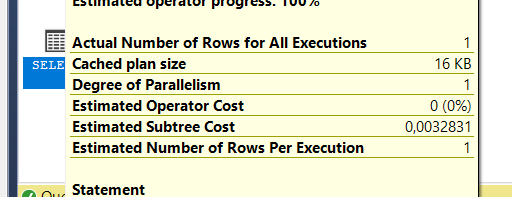 Estimated operator progress: 100%
Actual Number of Rows for All Executions 1
Cached plan size 16 KB
SELE
Degree of Parallelism 1
Estimated Operator Cost 0 (0%)
Estimated Subtree Cost 0,0032831
Estimated Number of Rows Per Execution 1
Statement